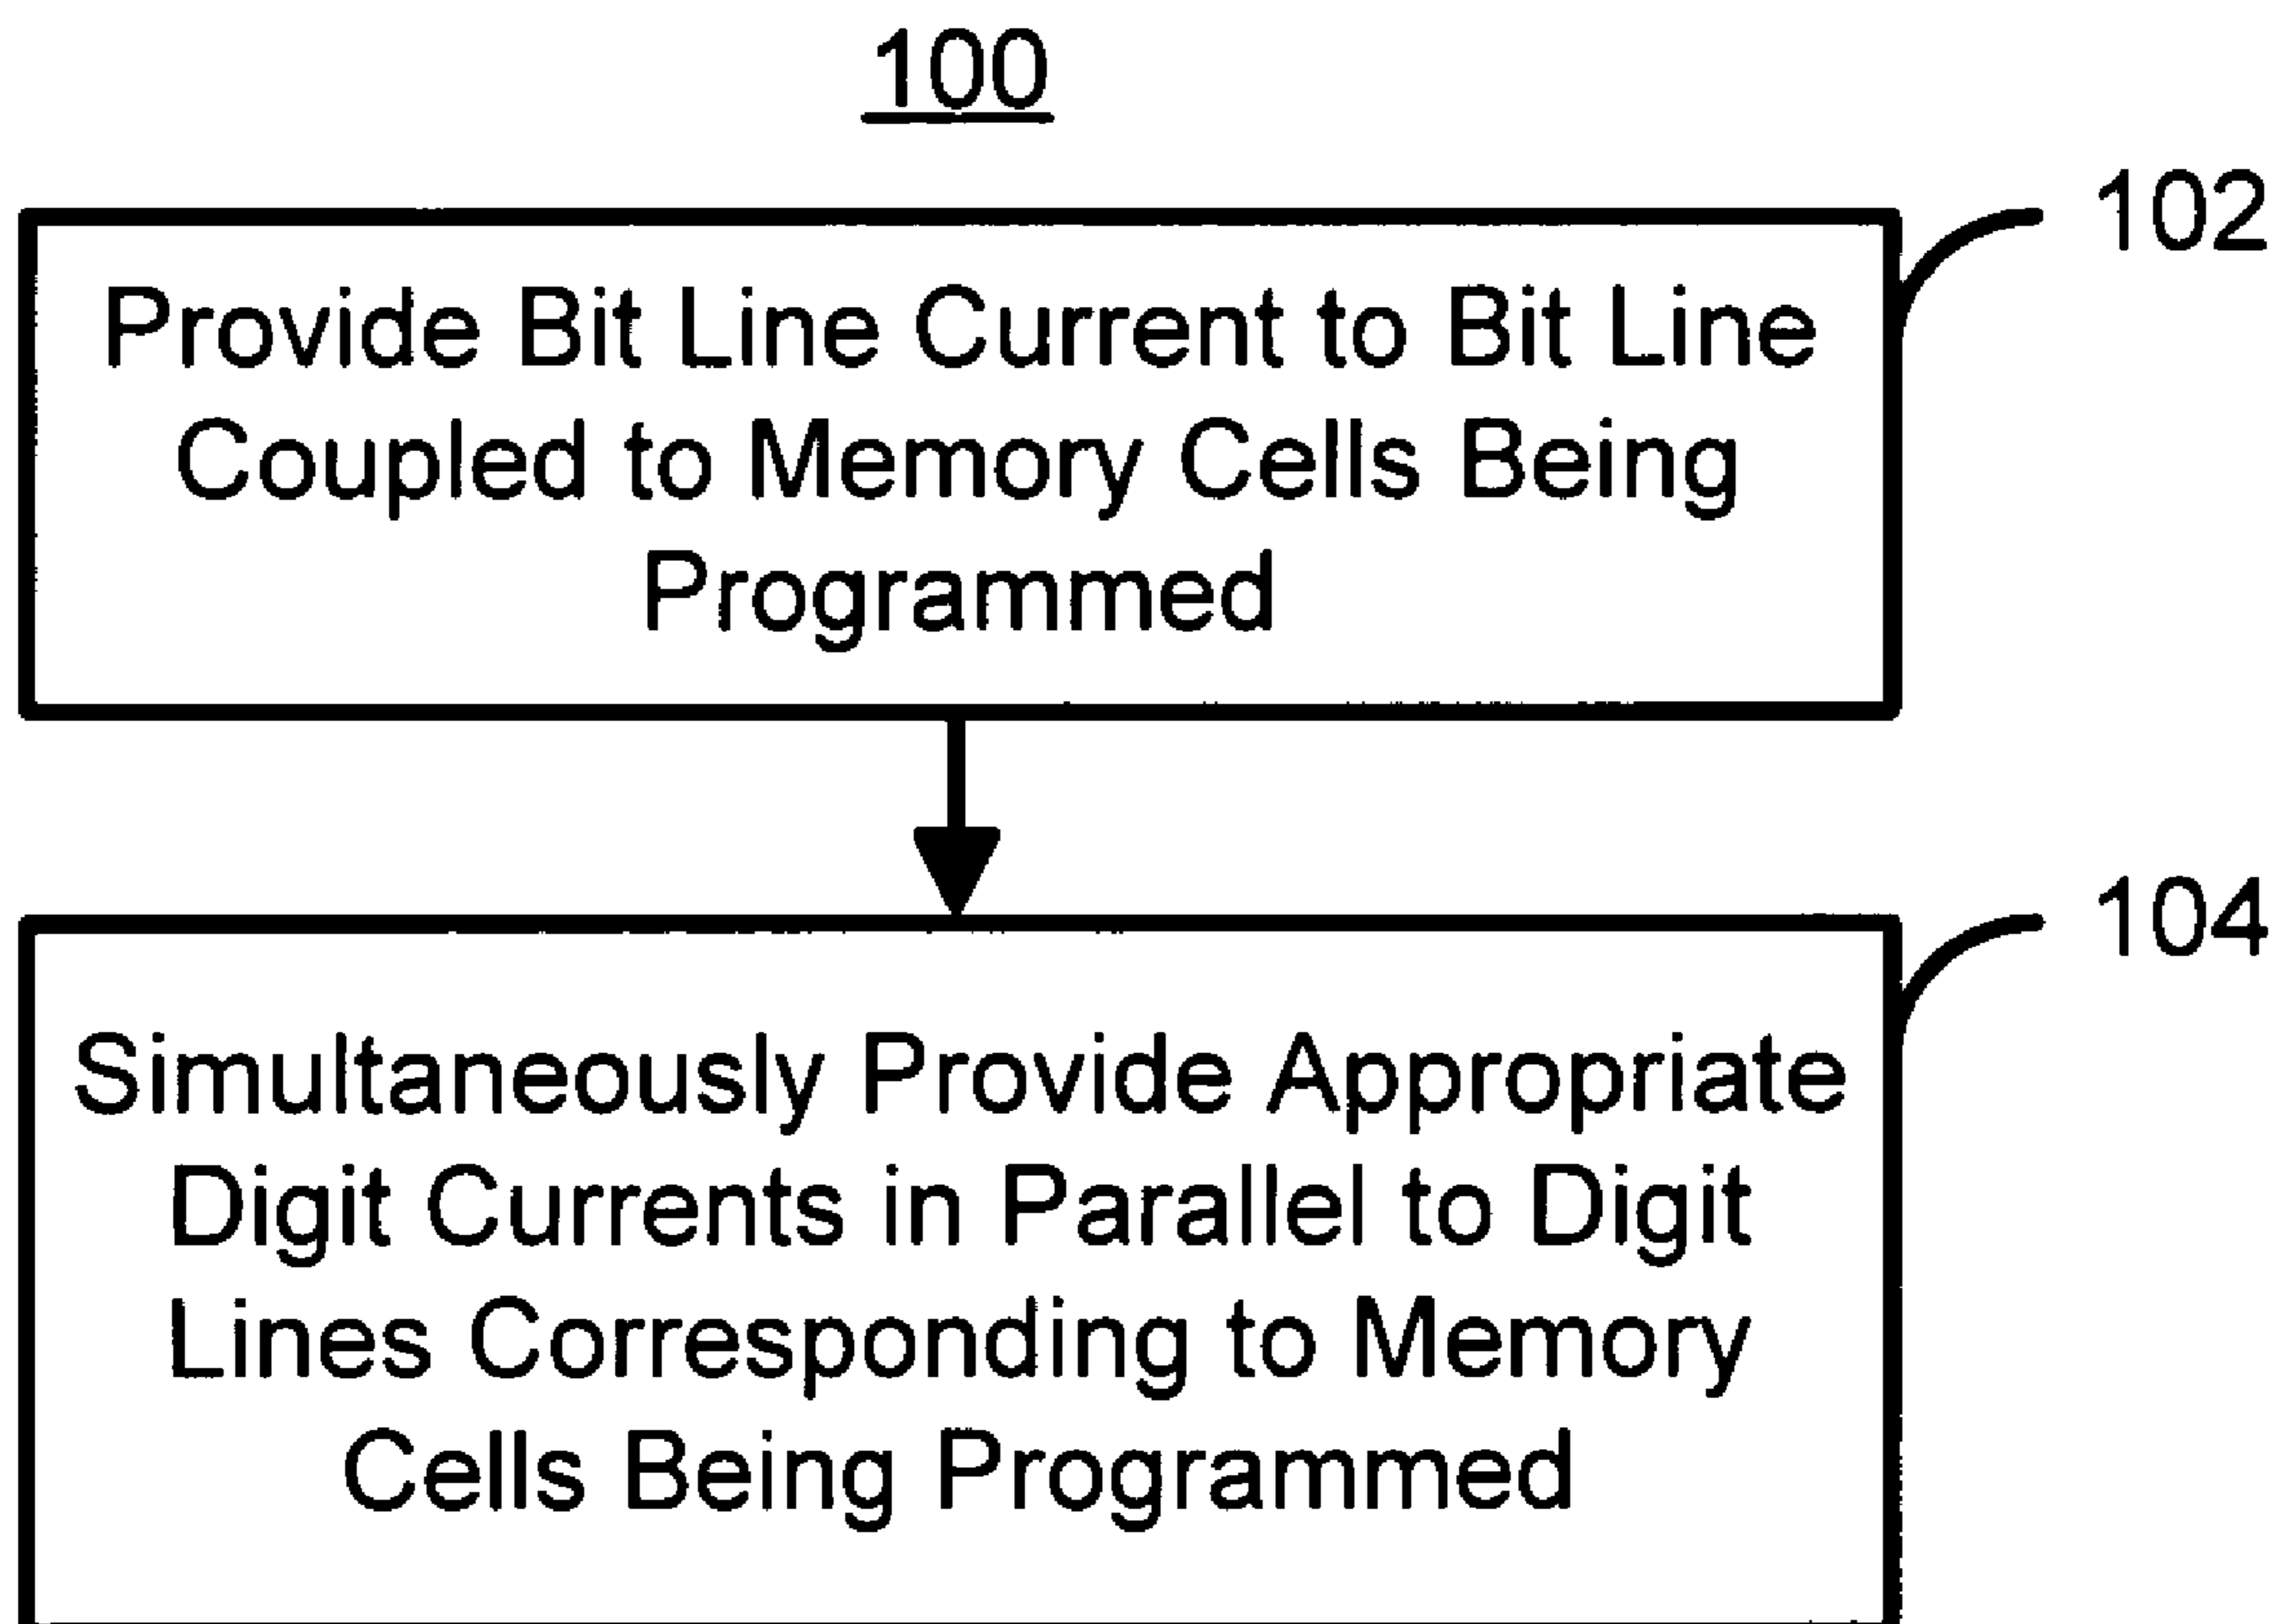 100
102
Provide Bit Line Current to Bit Line
Coupled to Memory Cells Being
Programmed
104
Simultaneously Provide Appropriate
Digit Currents in Parallel to Digit
Lines Corresponding to Memory
Cells Being Programmed